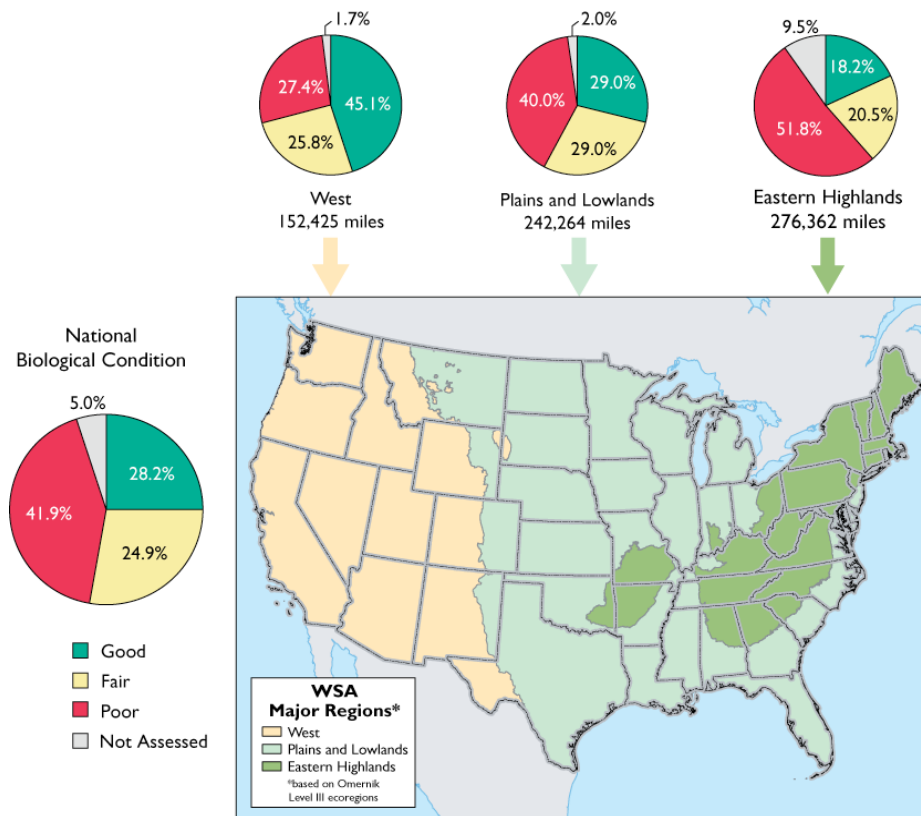 1.7%
27.4%
45.1%
25.8%
West
152,425 miles
2.0%
40.0%
29.0%
29.0%
Plains and Lowlands
242,264 miles
9.5%
18.2%
51.8%
20.5%
Eastern Highlands
276,362 miles
National
Biological Condition
5.0%
28.2%
41.9%
24.9%
Good
Fair
Poor
Not Assessed
WSA
Major Regions*
West
Plains and Lowlands
Eastern Highlands
*based on Omernik
Level III ecoregions